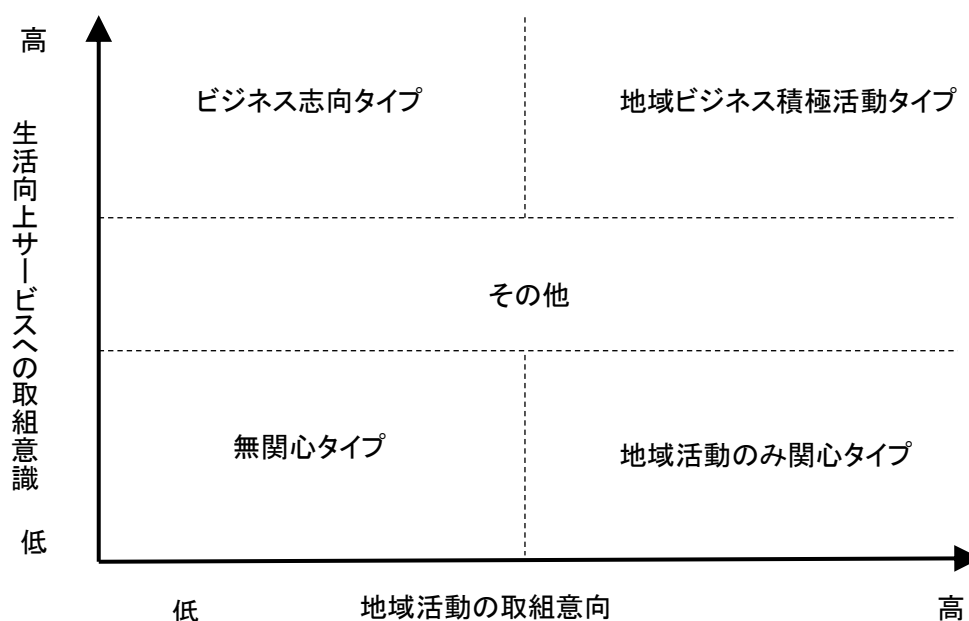 高
生活向上サービスへの取組意識
低
ビジネス志向タイプ
地域ビジネス積極活動タイプ
その他
無関心タイプ
地域活動のみ関心タイプ
低
地域活動の取組意向
高